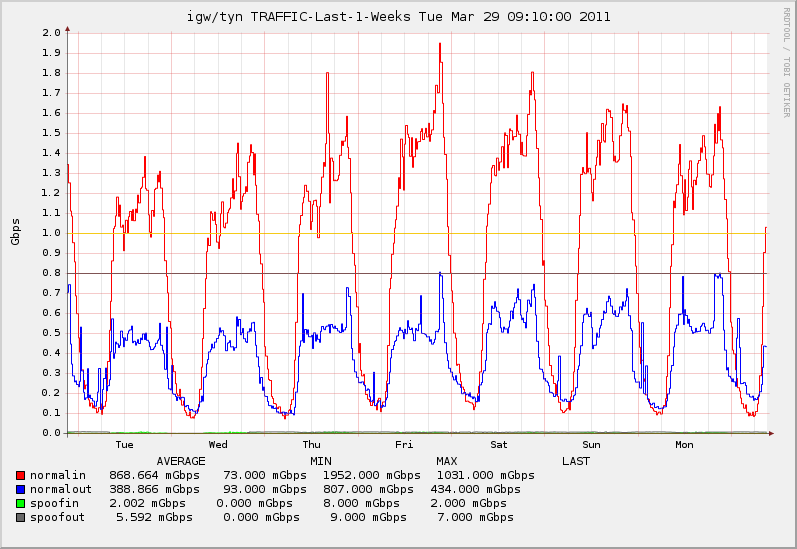 igw/tyn TRAFFIC-Last-1-Weeks Tue Mar 29 09:10:00 2011
RRDTOOL / TOBI OETIKER
Gbps
2.0
1.9
1.8
1.7
1.6
1.5
1.4
1.3
1.2
1.1
1.0
0.9
0.8
0.7
0.6
0.5
0.4
0.3
0.2
0.1
0.0
Tue Wed Thu Fri Sat Sun Mon
AVERAGE MIN MAX LAST
normalin 868.664 mGbps 73.000 mGbps 1952.000 mGbps 1031.000 mGbps
normalout 388.866 mGbps 93.000 mGbps 807.000 mGbps 434.000 mGbps
spoofin 2.002 mGbps 0.000 mGbps 8.000 mGbps 2.000 mGbps
spoofout 5.592 mGbps 0.000 mGbps 9.000 mGbps 7.000 mGbps